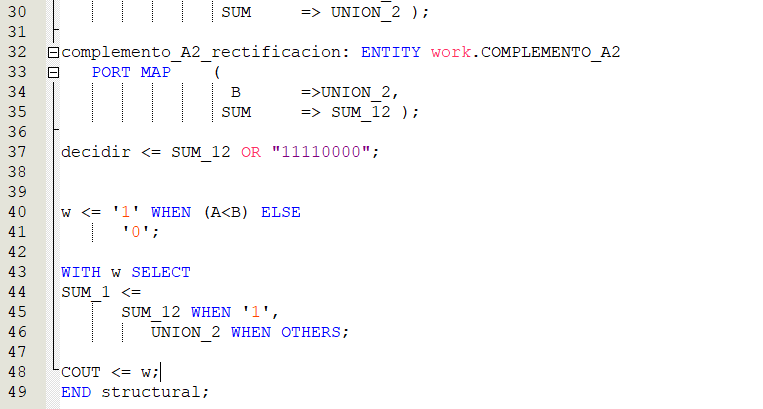 30 SUM => UNION_2 );
31
32 complemento_A2_rectificacion: ENTITY work.COMPLEMENTO_A2
33 PORT MAP (
34 B =>UNION_2,
35 SUM => SUM_12 );
36
37 decidir <= SUM_12 OR "11110000";
38
39
40 w <= '1' WHEN (A<B) ELSE
41 '0';
42
43 WITH w SELECT
44 SUM_1 <=
45 SUM_12 WHEN '1',
46 UNION_2 WHEN OTHERS;
47
48 COUT <= w;
49 END structural;